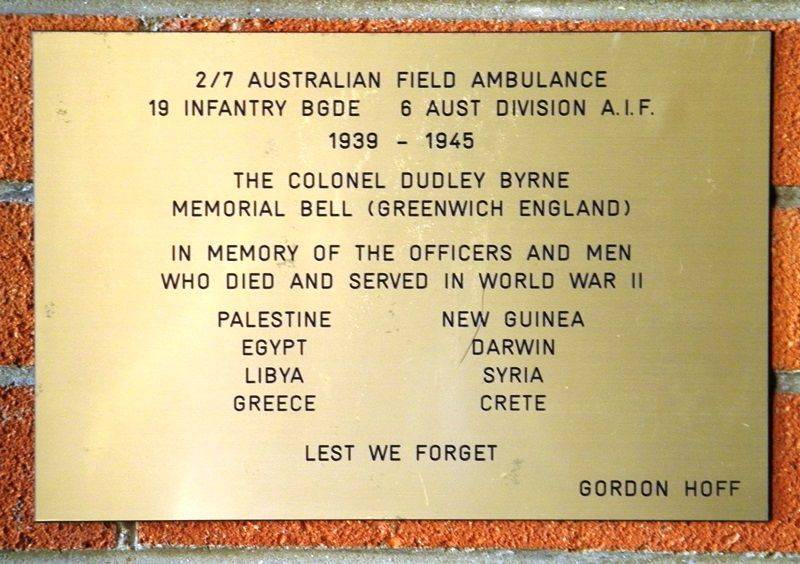 2/7 AUSTRALIAN FIELD AMBULANCE
19 INFANTRY BGDE 6 AUST DIVISION A.I.F.
1939 - 1945
THE COLONEL DUDLEY BYRNE
MEMORIAL BELL (GREENWICH ENGLAND)
IN MEMORY OF THE OFFICERS AND MEN
WHO DIED AND SERVED IN WORLD WAR II
PALESTINE NEW GUINEA
EGYPT DARWIN
LIBYA SYRIA
GREECE CRETE
LEST WE FORGET
GORDON HOFF